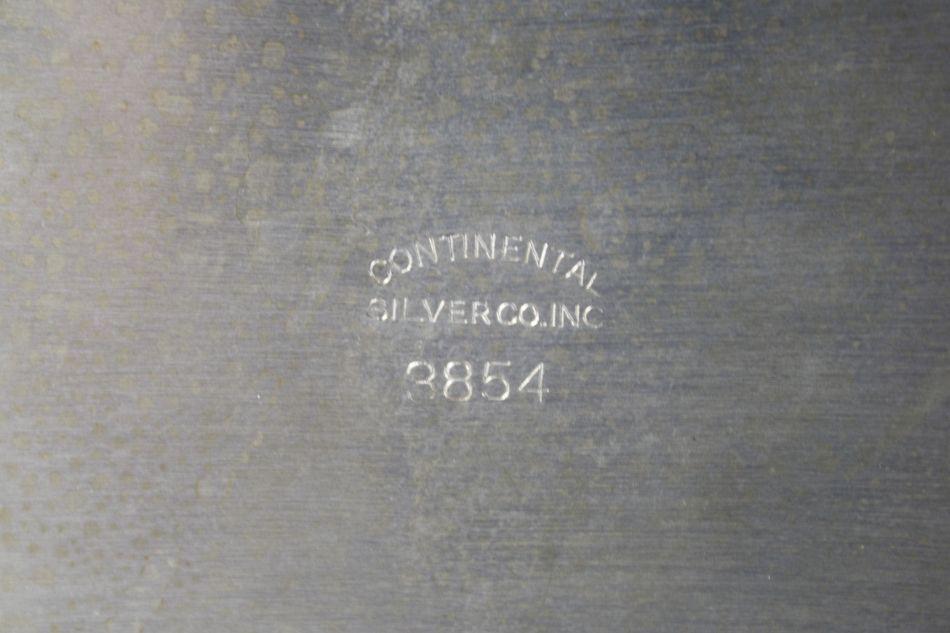 CONTINENTAL
SILVER CO. INC
3854